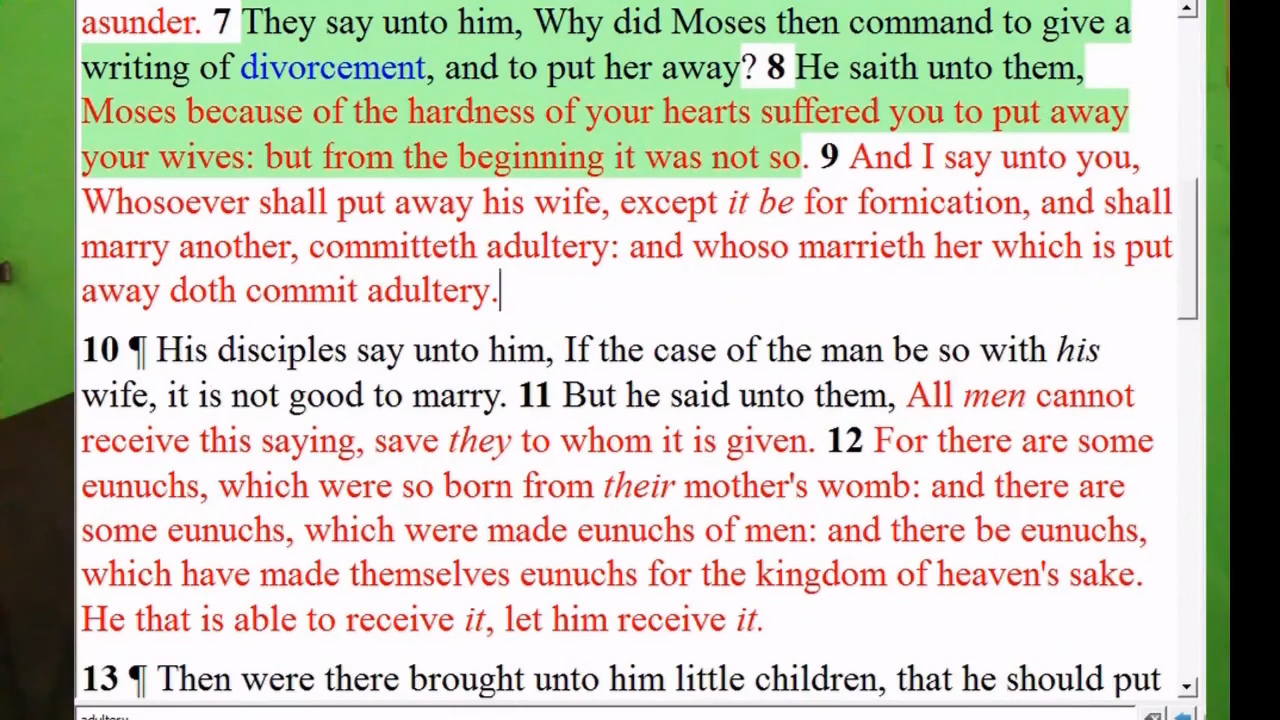 asunder. 7 They say unto him, Why did Moses then command to give a
writing of divorcement, and to put her away? 8 He saith unto them,
Moses because of the hardness of your hearts suffered you to put away
your wives: but from the beginning it was not so. 9 And I say unto you,
Whosoever shall put away his wife, except it be for fornication, and shall
marry another, committeth adultery: and whoso marrieth her which is put
away doth commit adultery.
10 ¶ His disciples say unto him, If the case of the man be so with his
wife, it is not good to marry. 11 But he said unto them, All men cannot
receive this saying, save they to whom it is given. 12 For there are some
eunuchs, which were so born from their mother's womb: and there are
some eunuchs, which were made eunuchs of men: and there be eunuchs,
which have made themselves eunuchs for the kingdom of heaven's sake.
He that is able to receive it, let him receive it.
13 ¶ Then were there brought unto him little children, that he should put
adultery